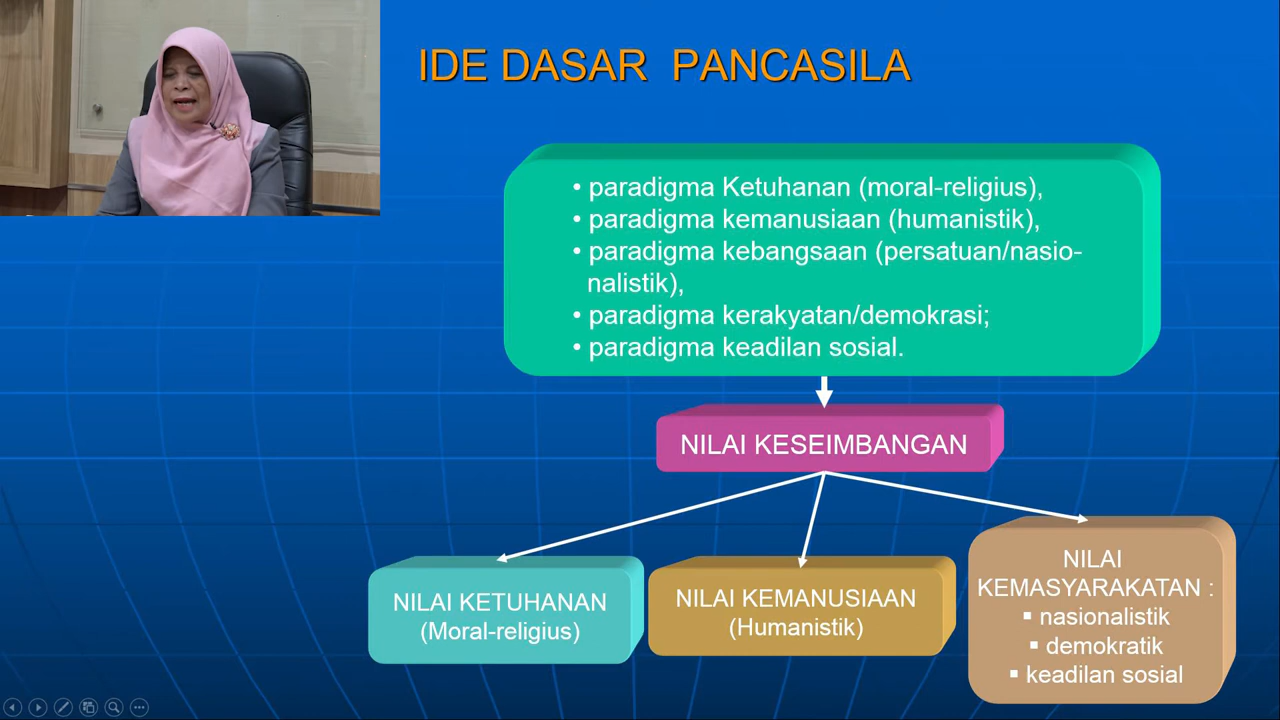 IDE DASAR PANCASILA
• paradigma Ketuhanan (moral-religius),
• paradigma kemanusiaan (humanistik),
• paradigma kebangsaan (persatuan/nasio-
nalistik),
• paradigma kerakyatan/demokrasi;
• paradigma keadilan sosial.
NILAI KESEIMBANGAN
NILAI KETUHANAN
(Moral-religius)
NILAI KEMANUSIAAN
(Humanistik)
NILAI
KEMASYARAKATAN :
▪ nasionalistik
▪ demokratik
▪ keadilan sosial